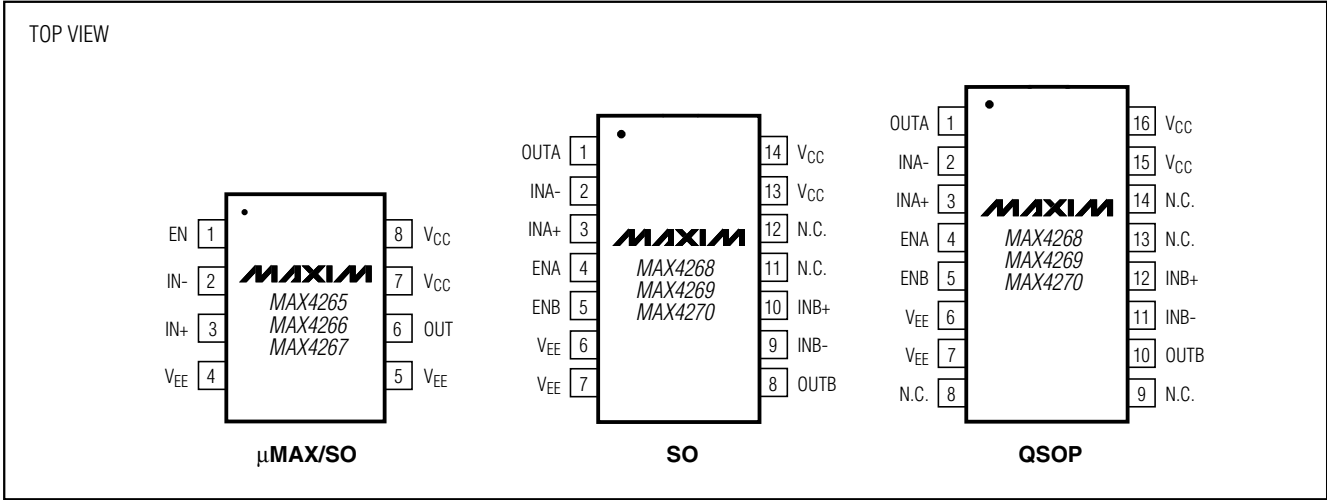 TOP VIEW
EN 1
IN- 2
IN+ 3
VEE 4
8 VCC
7 VCC
6 OUT
5 VEE
MAXIM
MAX4265
MAX4266
MAX4267
µMAX/SO
OUTA 1
INA- 2
INA+ 3
ENA 4
ENB 5
VEE 6
VEE 7
14 VCC
13 VCC
12 N.C.
11 N.C.
10 INB+
9 INB-
8 OUTB
MAXIM
MAX4268
MAX4269
MAX4270
SO
OUTA 1
INA- 2
INA+ 3
ENA 4
ENB 5
VEE 6
VEE 7
N.C. 8
16 VCC
15 VCC
14 N.C.
13 N.C.
12 INB+
11 INB-
10 OUTB
9 N.C.
MAXIM
MAX4268
MAX4269
MAX4270
QSOP